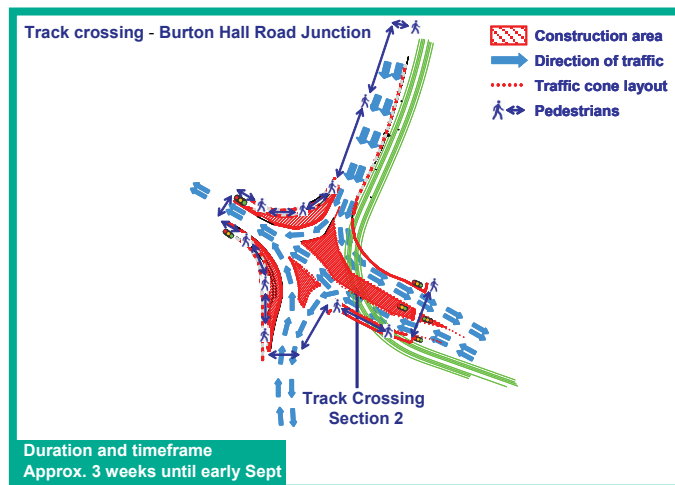 Track crossing - Burton Hall Road Junction
Construction area
Direction of traffic
Traffic cone layout
Pedestrians
Track Crossing
Section 2
Duration and timeframe
Approx. 3 weeks until early Sept